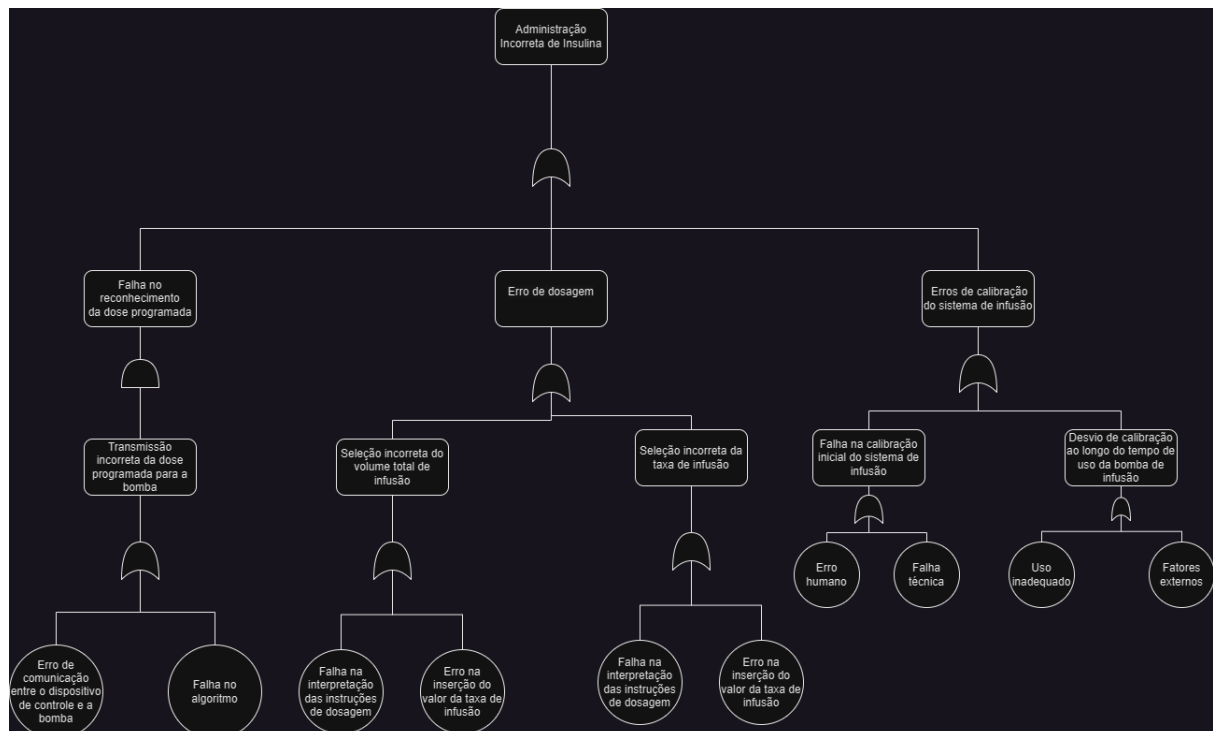 Administração
Incorreta de Insulina
Falha no
reconhecimento
da dose programada
Erro de dosagem
Erros de calibração
do sistema de infusão
Transmissão
incorreta da dose
programada para a
bomba
Seleção incorreta do
volume total de
infusão
Seleção incorreta da
taxa de infusão
Falha na calibração
inicial do sistema de
infusão
Desvio de calibração
ao longo do tempo de
uso da bomba de
infusão
Erro
humano
Falha
técnica
Uso
inadequado
Fatores
externos
Erro de
comunicação
entre o dispositivo
de controle e a
bomba
Falha no
algoritmo
Falha na
interpretação
das instruções
de dosagem
Erro na
inserção do
valor da taxa de
infusão
Falha na
interpretação
das instruções
de dosagem
Erro na
inserção do
valor da taxa de
infusão